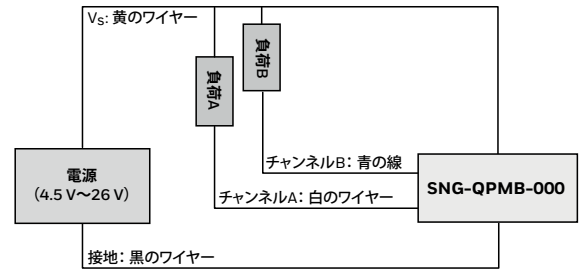 Vs: 黄のワイヤー
負荷A
負荷B
チャンネルB: 青の線
電源
(4.5 V～26 V)
SNG-QPMB-000
チャンネルA: 白のワイヤー
接地: 黒のワイヤー